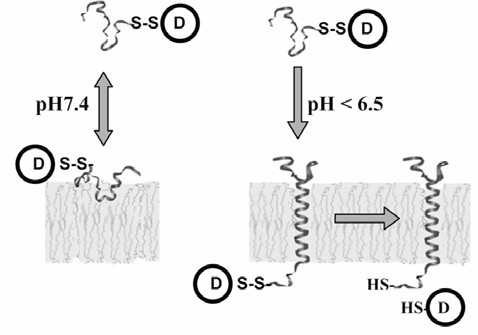 S-S D
S-S D
pH7.4
pH < 6.5
D S-S-
D S-S
HS-
HS- D